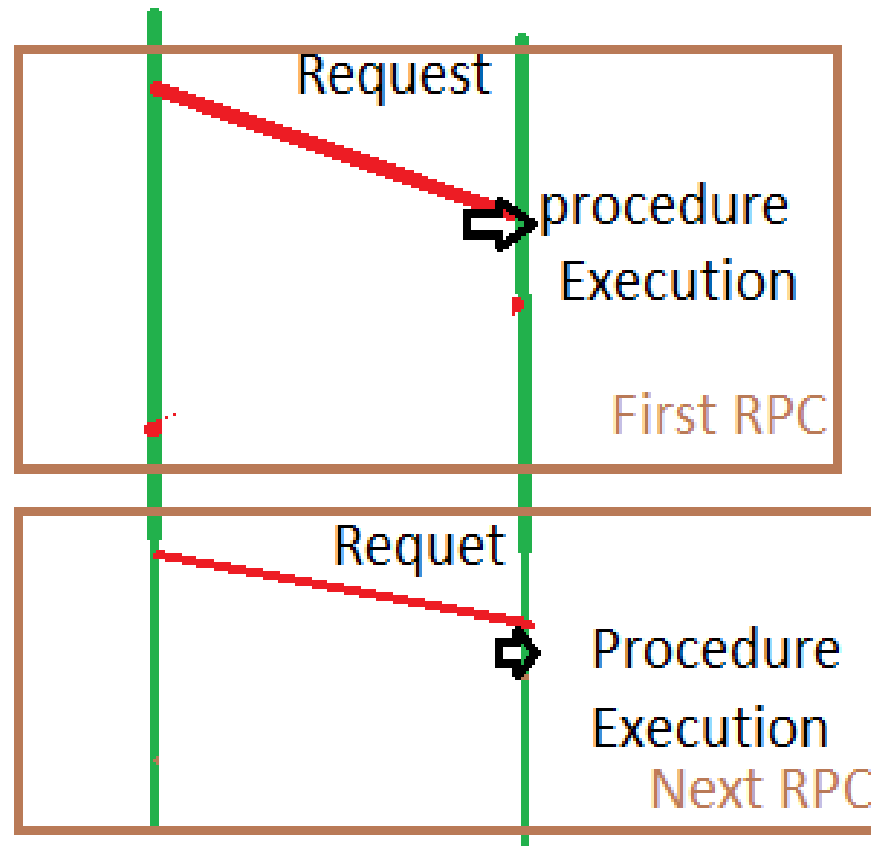 Request
procedure
Execution
First RPC
Requet
Procedure
Execution
Next RPC